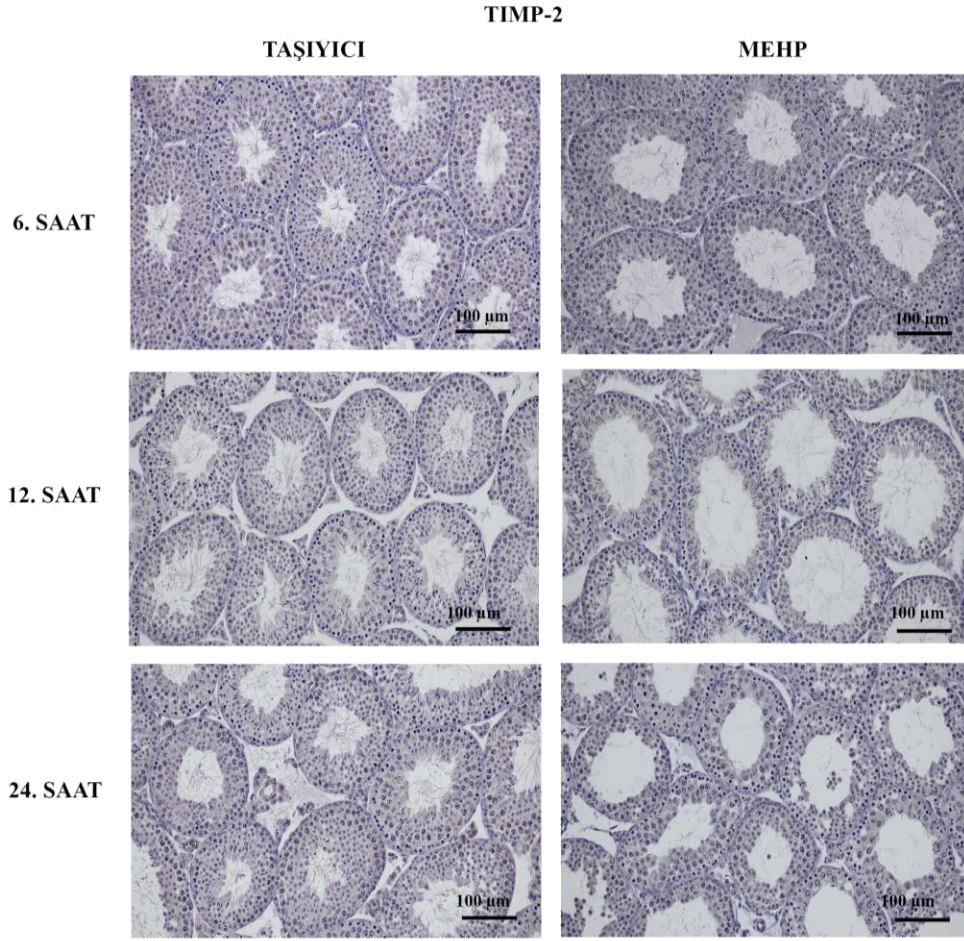 TIMP-2
TAŞIYICI MEHP
6. SAAT
100 µm 100 µm
12. SAAT
100 µm 100 µm
24. SAAT
100 µm 100 µm